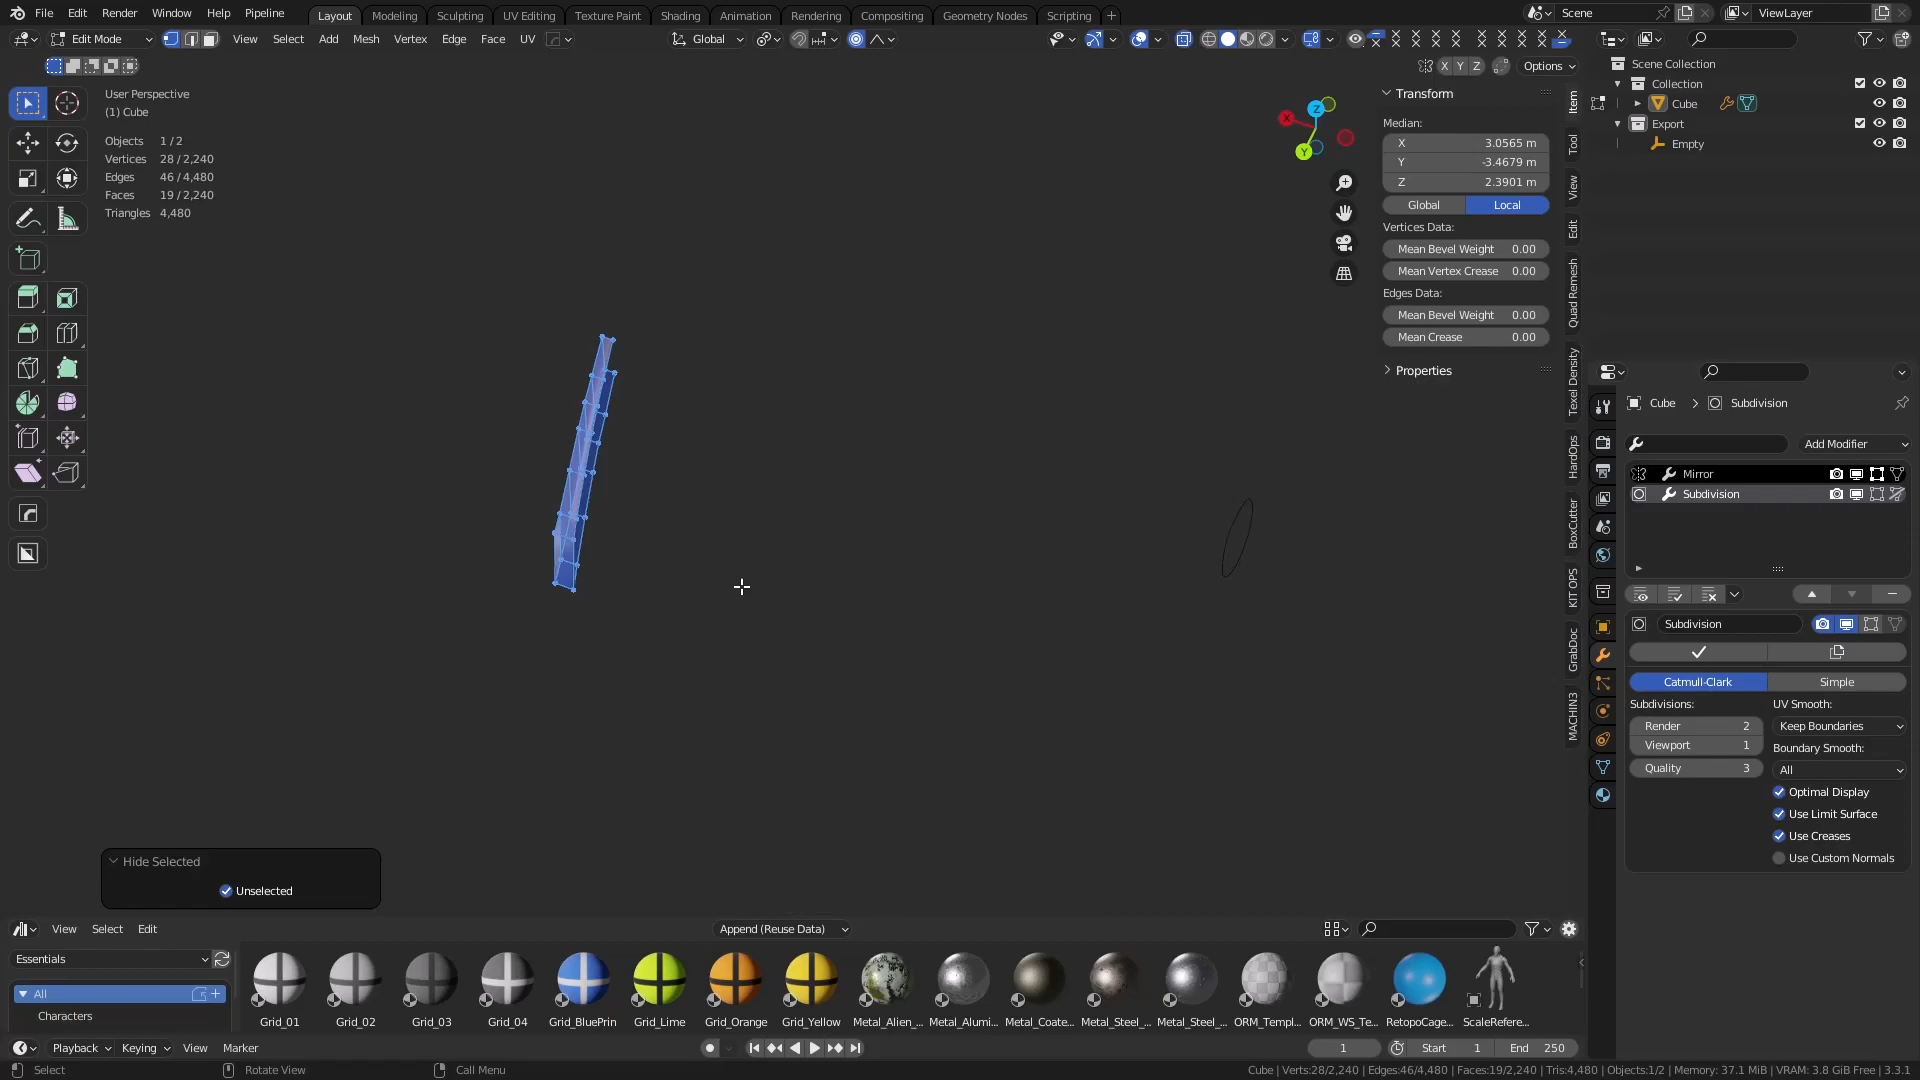 File Edit Render Window Help Pipeline Layout Modeling Sculpting UV Editing Texture Paint Shading Animation Rendering Compositing Geometry Nodes Scripting + Scene ViewLayer
Edit Mode View Select Add Mesh Vertex Edge Face UV Global
X Y Z Options
User Perspective
(1) Cube
Objects 1 / 2
Vertices 28 / 2,240
Edges 46 / 4,480
Faces 19 / 2,240
Triangles 4,480
X
Y
Z
Transform
Median:
X 3.0565 m
Y -3.4679 m
Z 2.3901 m
Global Local
Vertices Data:
Mean Bevel Weight 0.00
Mean Vertex Crease 0.00
Edges Data:
Mean Bevel Weight 0.00
Mean Crease 0.00
Properties
Item
Tool
View
Edit
Quad Remesh
Texel Density
HardOps
BoxCutter
KIT OPS
GrabDoc
MACHIN3
Scene Collection
Collection
Cube
Export
Empty
Cube > Subdivision
Add Modifier
Mirror
Subdivision
Subdivision
Catmull-Clark Simple
Subdivisions: UV Smooth:
Render 2 Keep Boundaries
Viewport 1 Boundary Smooth:
Quality 3 All
Optimal Display
Use Limit Surface
Use Creases
Use Custom Normals
Hide Selected
Unselected
View Select Edit Append (Reuse Data)
Essentials
All
Characters
Grid_01 Grid_02 Grid_03 Grid_04 Grid_BluePrin Grid_Lime Grid_Orange Grid_Yellow Metal_Alien_... Metal_Alumi... Metal_Coate... Metal_Steel_... Metal_Steel_... ORM_Templ... ORM_WS_Te... RetopoCage... ScaleRefere...
Playback Keying View Marker 1 Start 1 End 250
Select Rotate View Call Menu Cube | Verts:28/2,240 | Edges:46/4,480 | Faces:19/2,240 | Tris:4,480 | Objects:1/2 | Memory: 37.1 MiB | VRAM: 3.8 GiB Free | 3.3.1